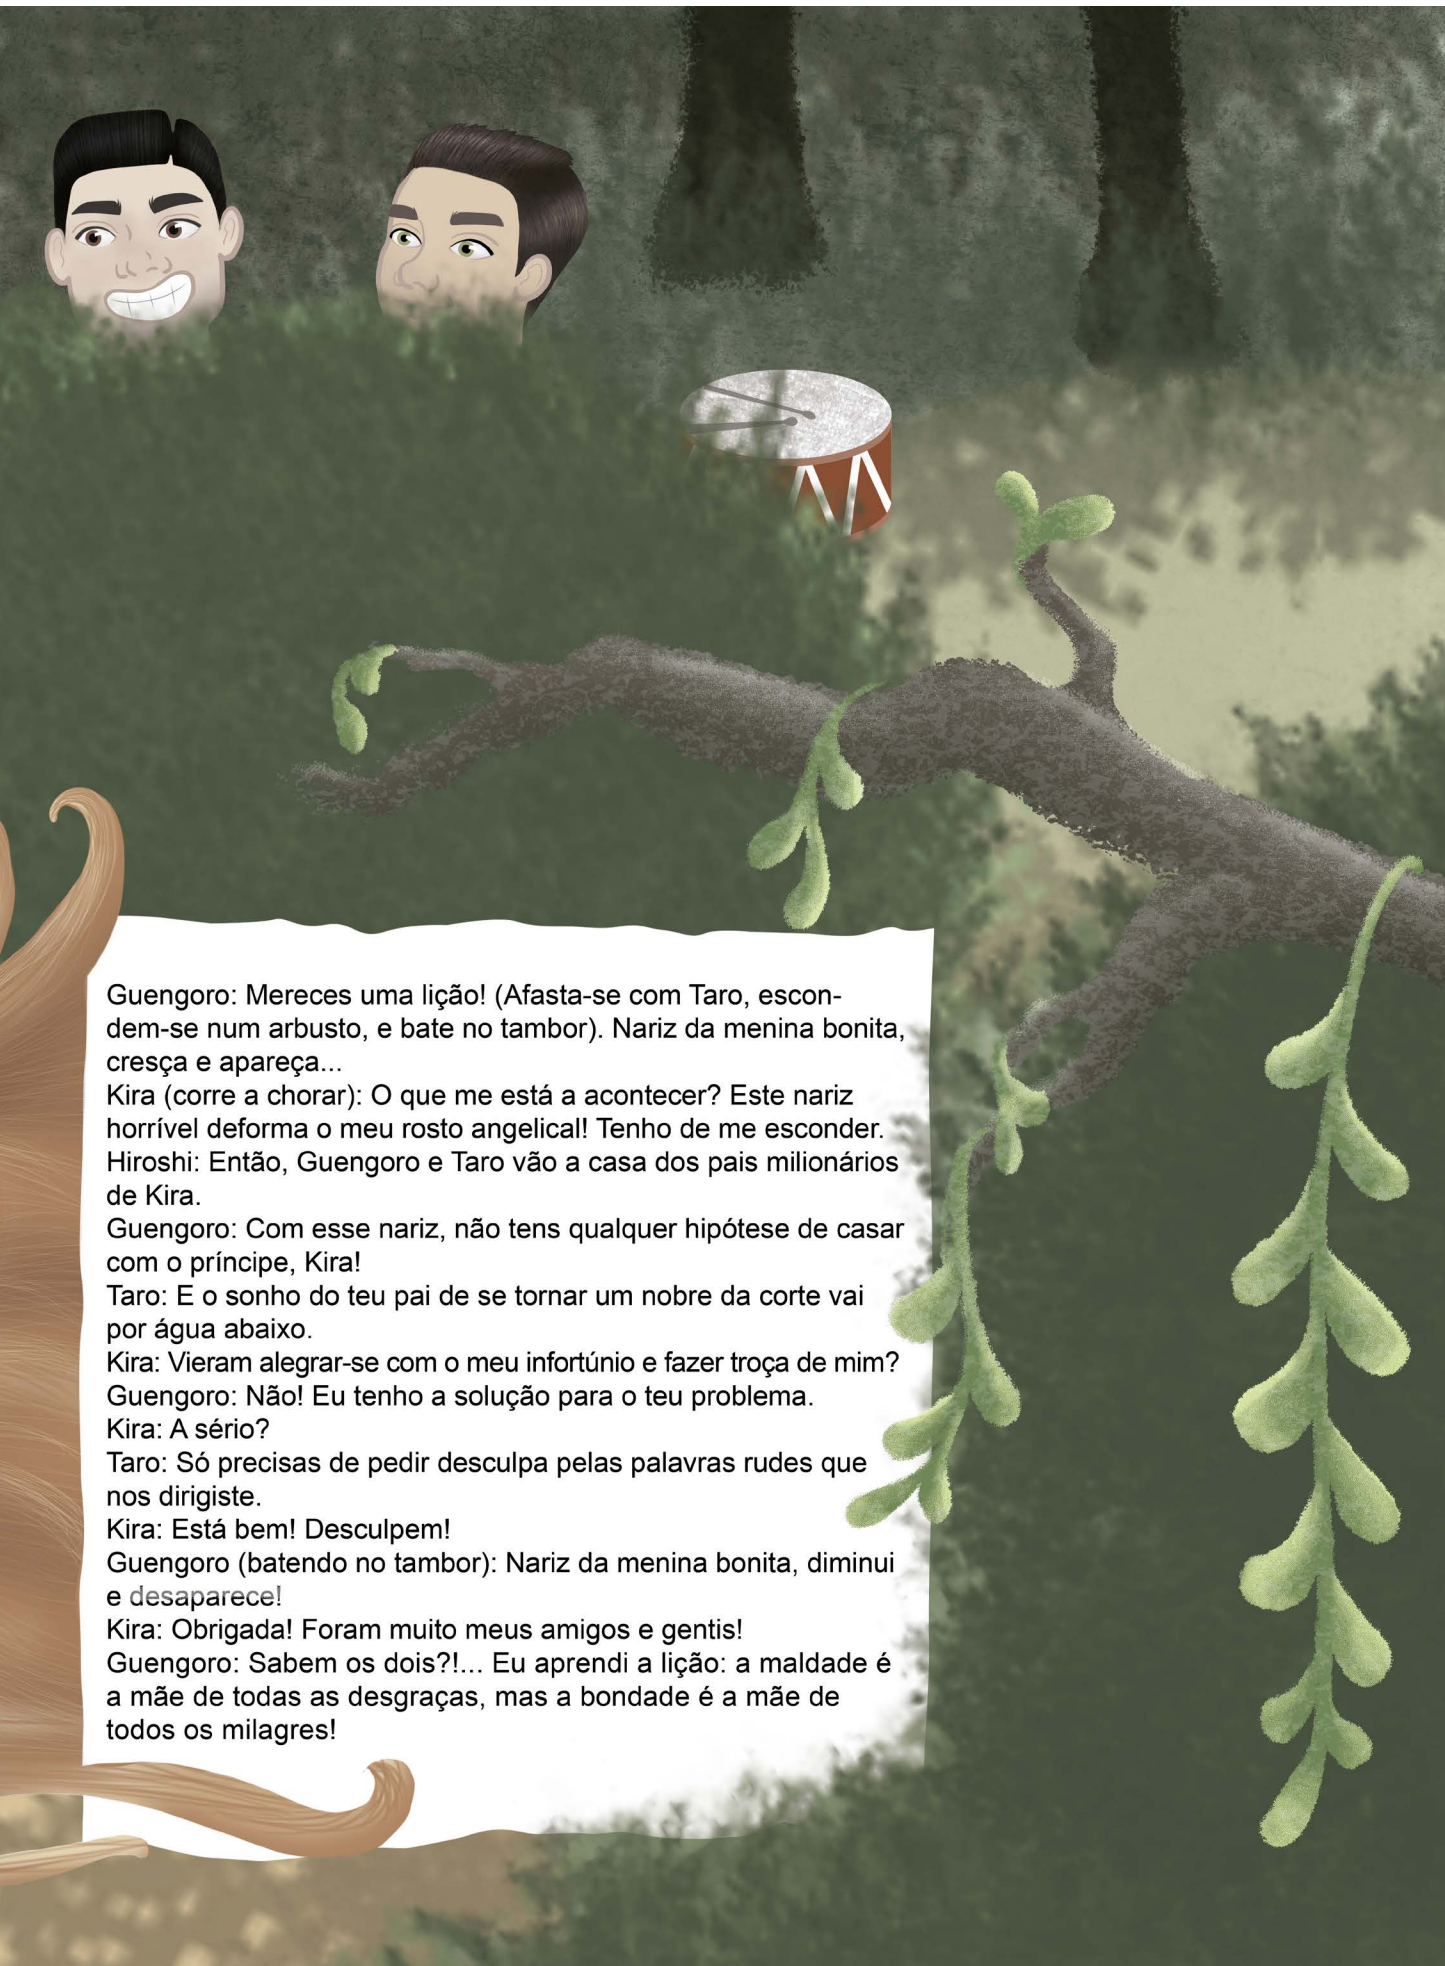 Guengoro: Mereces uma lição! (Afasta-se com Taro, escon-
dem-se num arbusto, e bate no tambor). Nariz da menina bonita,
cresça e apareça...
Kira (corre a chorar): O que me está a acontecer? Este nariz
horrível deforma o meu rosto angelical! Tenho de me esconder.
Hiroshi: Então, Guengoro e Taro vão a casa dos pais milionários
de Kira.
Guengoro: Com esse nariz, não tens qualquer hipótese de casar
com o príncipe, Kira!
Taro: E o sonho do teu pai de se tornar um nobre da corte vai
por água abaixo.
Kira: Vieram alegrar-se com o meu infortúnio e fazer troça de mim?
Guengoro: Não! Eu tenho a solução para o teu problema.
Kira: A sério?
Taro: Só precisas de pedir desculpa pelas palavras rudes que
nos dirigiste.
Kira: Está bem! Desculpem!
Guengoro (batendo no tambor): Nariz da menina bonita, diminui
e desaparece!
Kira: Obrigada! Foram muito meus amigos e gentis!
Guengoro: Sabem os dois?!... Eu aprendi a lição: a maldade é
a mãe de todas as desgraças, mas a bondade é a mãe de
todos os milagres!